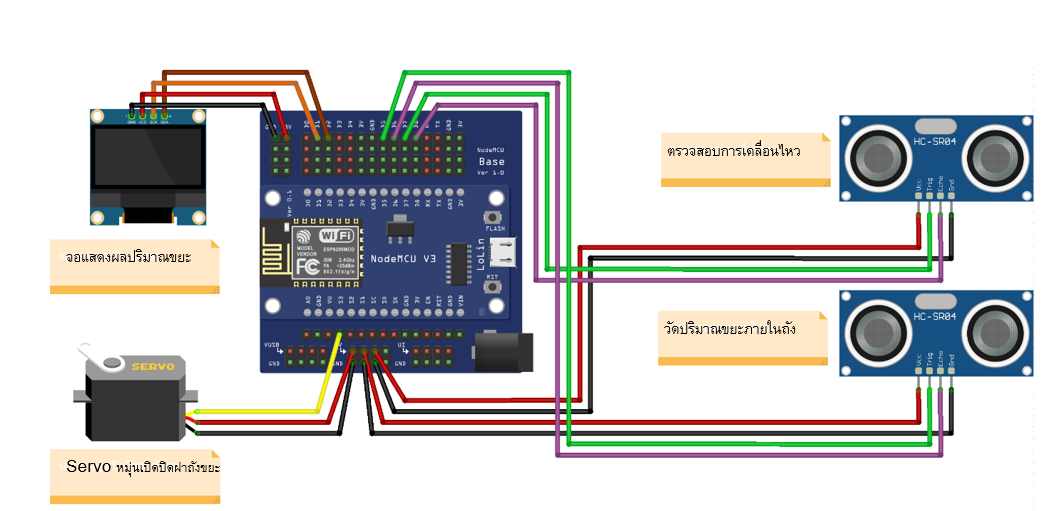 GND VCC SCK SDA
G 3V
D0 D1 D2 D3 D4 3V GND D5 D6 D7 D8 RX TX GND 3V
NodeMCU
Base
Ver 1.0
Ver 0.1
D0 D1 D2 D3 D4 3V GND D5 D6 D7 D8 RX TX GND 3V
FLASH
WiFi
MODEL ESP8266MOD
VENDOR
ISM 2.4GHz
PA +25dBm
802.11b/g/n
FC
NodeMCU V3
LoLin
RST
A0 GND VU S3 S2 S1 SC S0 SK GND 3V EN RST GND VIN
VUSB
GND
GND
UI
GND
จอแสดงผลปริมาณขยะ
SERVO
Servo หมุนเปิดปิดฝาถังขยะ
ตรวจสอบการเคลื่อนไหว
HC-SR04
Vcc Trig Echo Gnd
วัดปริมาณขยะภายในถัง
HC-SR04
Vcc Trig Echo Gnd